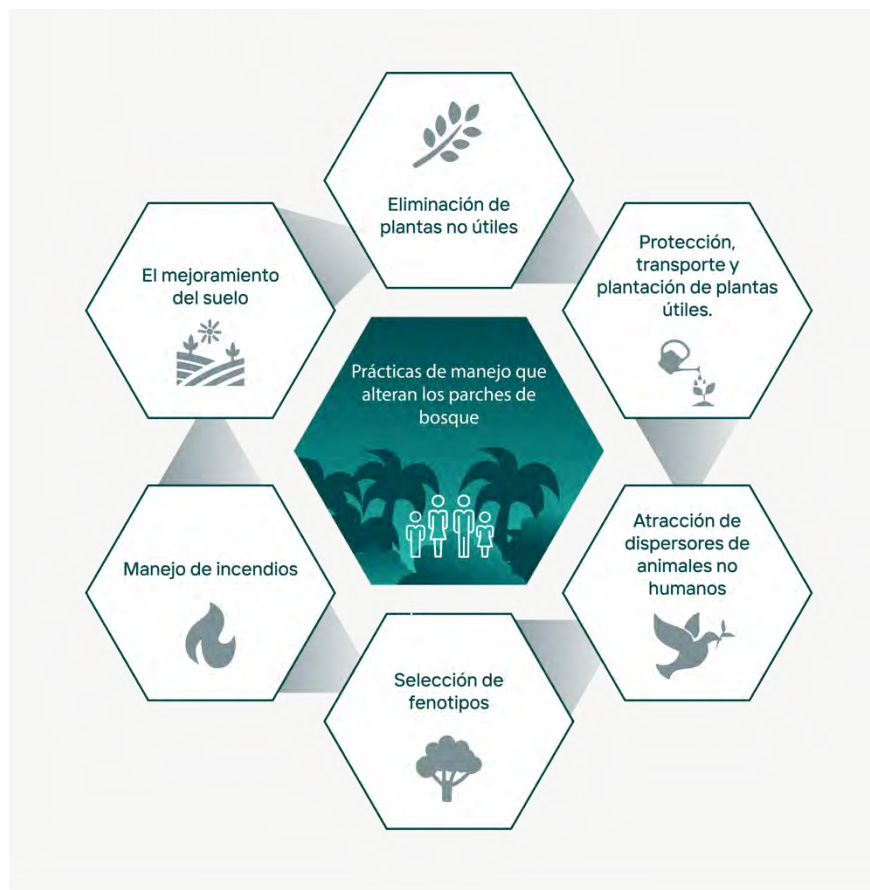 Eliminación de
plantas no útiles
Protección,
transporte y
plantación de plantas
útiles.
El mejoramiento
del suelo
Prácticas de manejo que
alteran los parches de
bosque
Manejo de incendios
Atracción de
dispersores de
animales no
humanos
Selección de
fenotipos